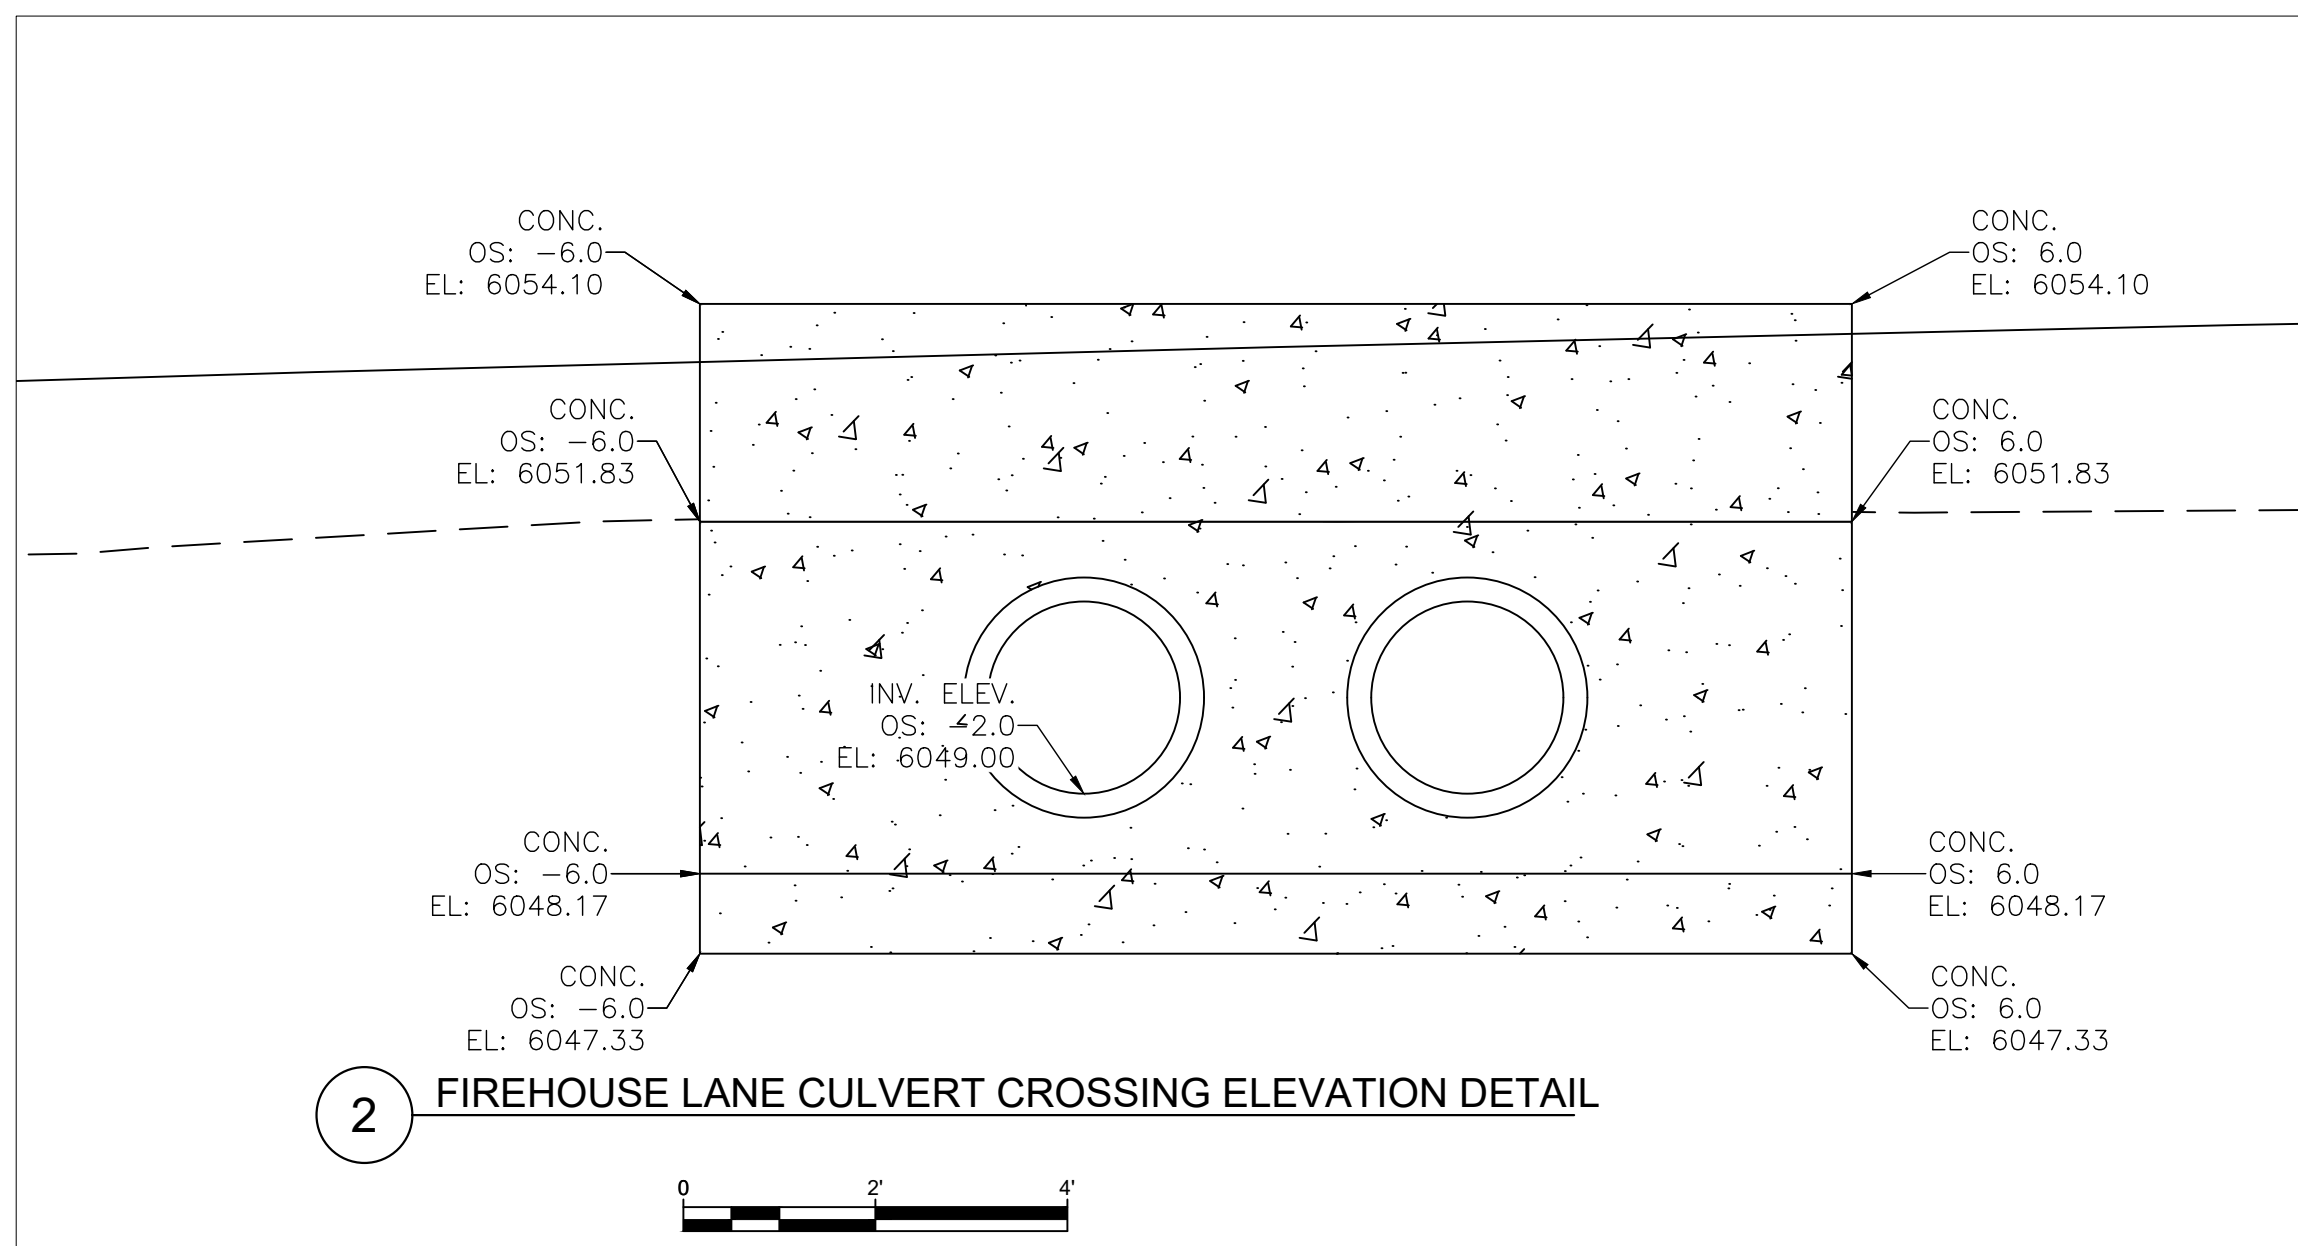 CONC.
OS: -6.0
EL: 6054.10
CONC.
OS: 6.0
EL: 6054.10
CONC.
OS: -6.0
EL: 6051.83
CONC.
OS: 6.0
EL: 6051.83
INV. ELEV.
OS: -2.0
EL: 6049.00
CONC.
OS: -6.0
EL: 6048.17
CONC.
OS: 6.0
EL: 6048.17
CONC.
OS: -6.0
EL: 6047.33
CONC.
OS: 6.0
EL: 6047.33
2
FIREHOUSE LANE CULVERT CROSSING ELEVATION DETAIL
0 2' 4'